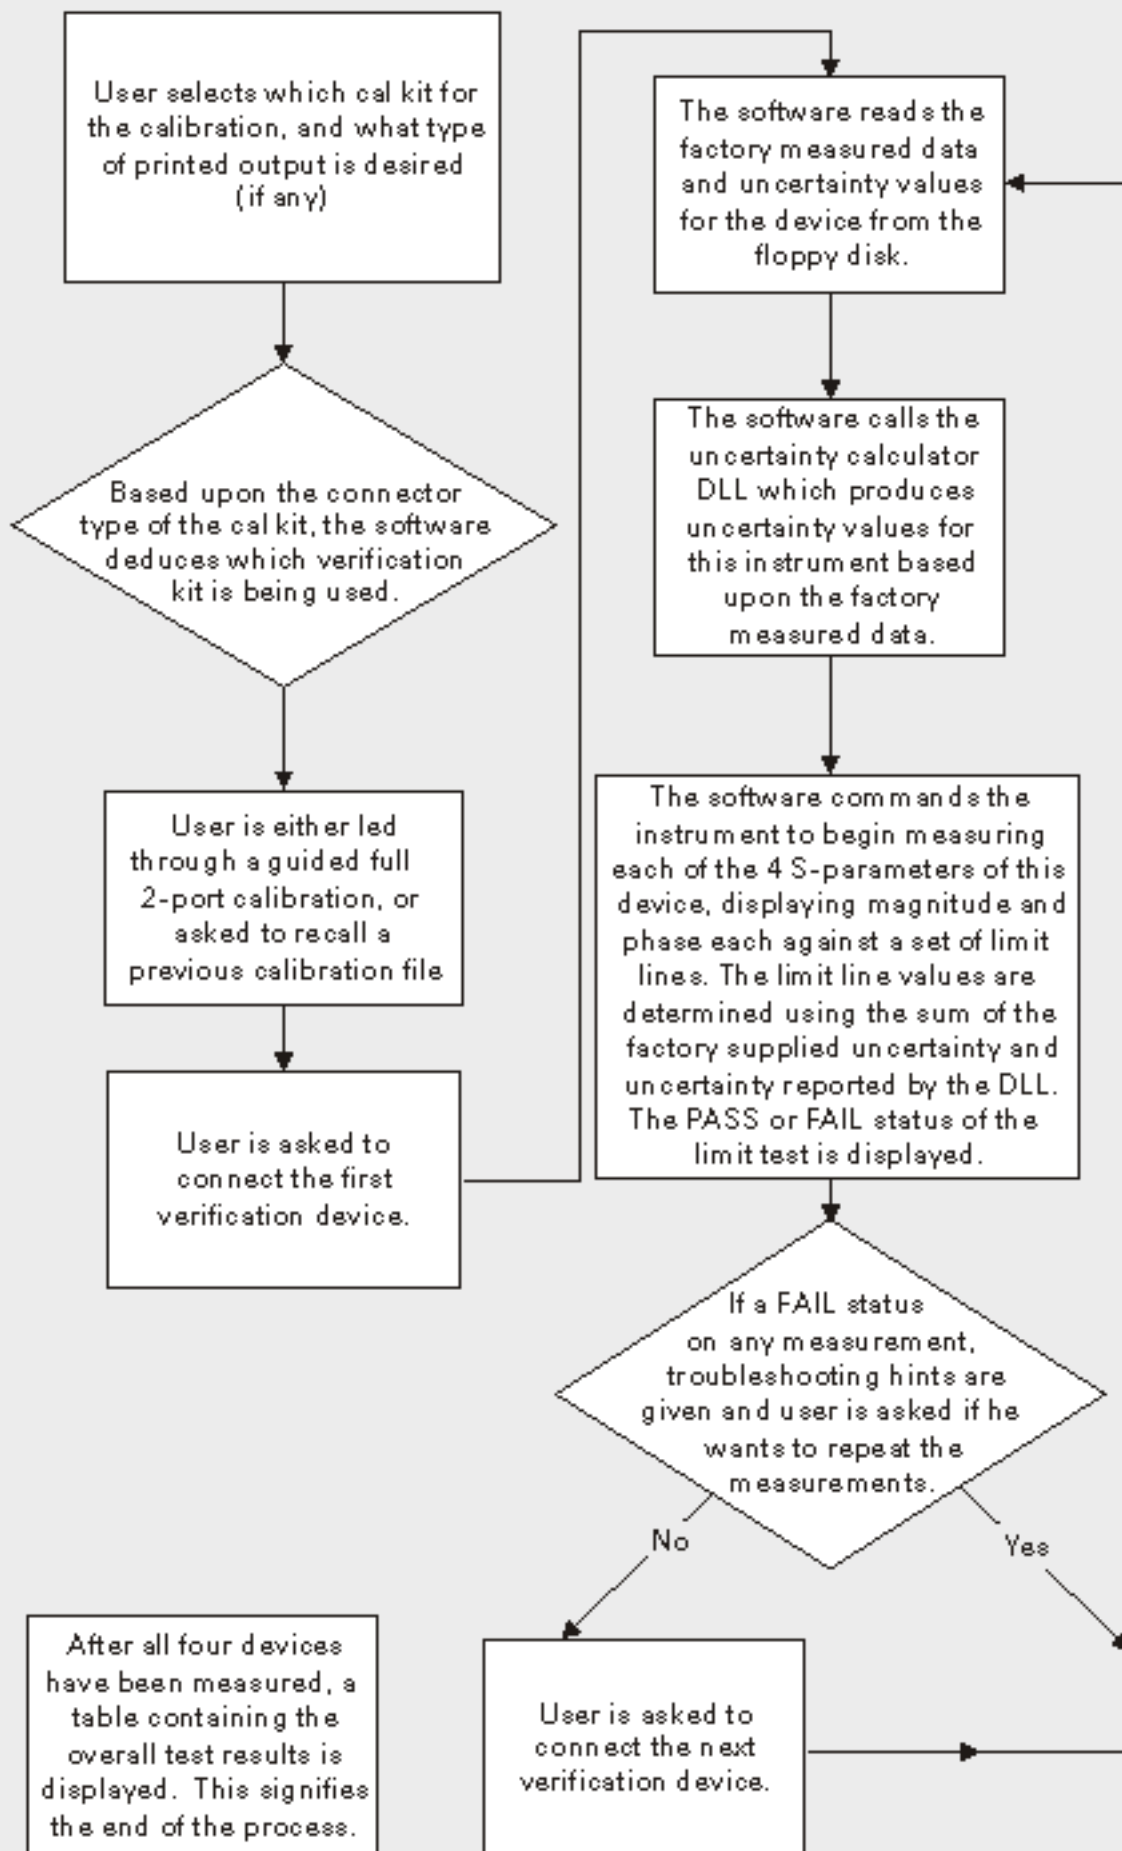 User selects which cal kit for
the calibration, and what type
of printed output is desired
(if any)
Based upon the connector
type of the cal kit, the software
deduces which verification
kit is being used.
User is either led
through a guided full
2-port calibration, or
asked to recall a
previous calibration file
User is asked to
connect the first
verification device.
The software reads the
factory measured data
and uncertainty values
for the device from the
floppy disk.
The software calls the
uncertainty calculator
DLL which produces
uncertainty values for
this instrument based
upon the factory
measured data.
The software commands the
instrument to begin measuring
each of the 4 S-parameters of this
device, displaying magnitude and
phase each against a set of limit
lines. The limit line values are
determined using the sum of the
factory supplied uncertainty and
uncertainty reported by the DLL.
The PASS or FAIL status of the
limit test is displayed.
If a FAIL status
on any measurement,
troubleshooting hints are
given and user is asked if he
wants to repeat the
measurements.
No
Yes
User is asked to
connect the next
verification device.
After all four devices
have been measured, a
table containing the
overall test results is
displayed. This signifies
the end of the process.